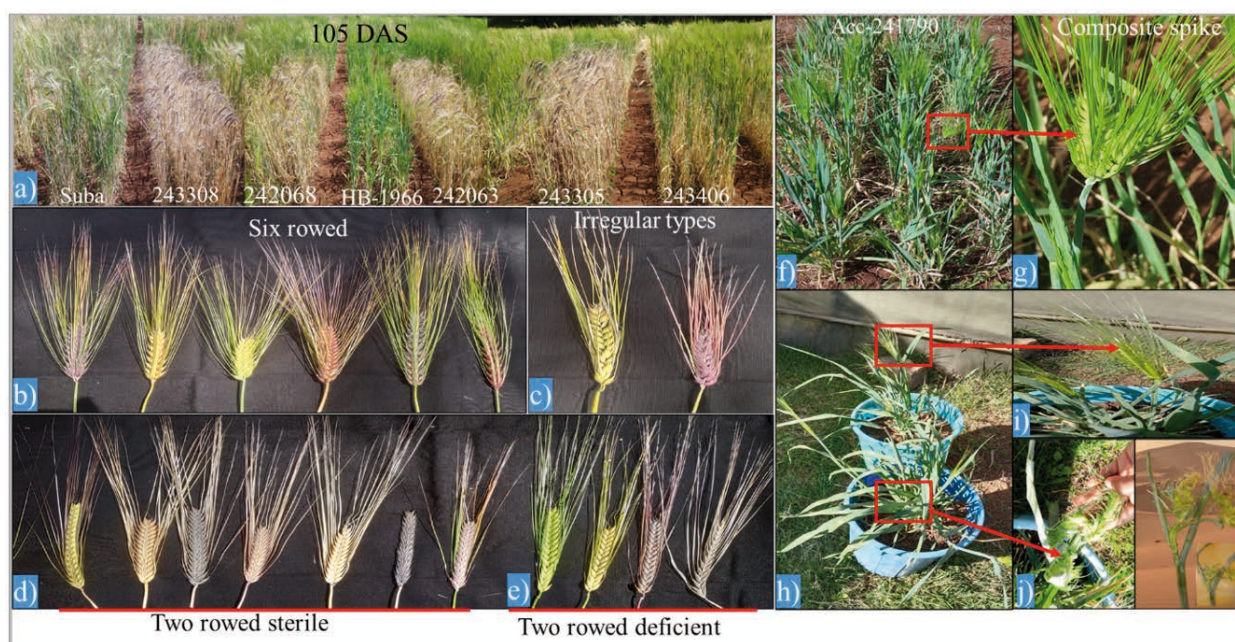 105 DAS
Suba 243308 242068 HB-1966 242063 243305 243406
a)
Six rowed
b)
Irregular types
c)
d)
Two rowed sterile
e)
Two rowed deficient
Acc-241790
f)
Composite spike
g)
h)
i)
j)